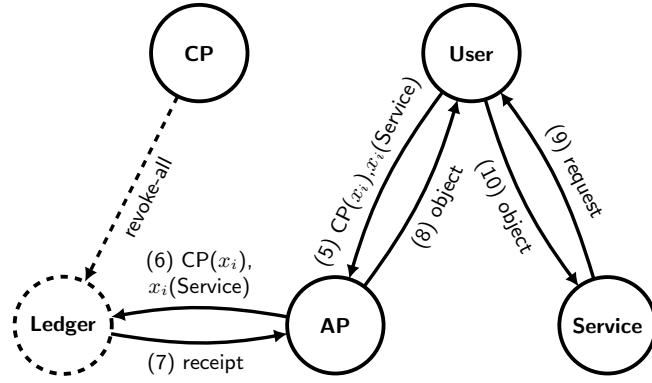 CP
User
revoke-all
(5) CP(x_i),x_i(Service)
(8) object
(10) object
(9) request
(6) CP(x_i),
x_i(Service)
Ledger
AP
Service
(7) receipt